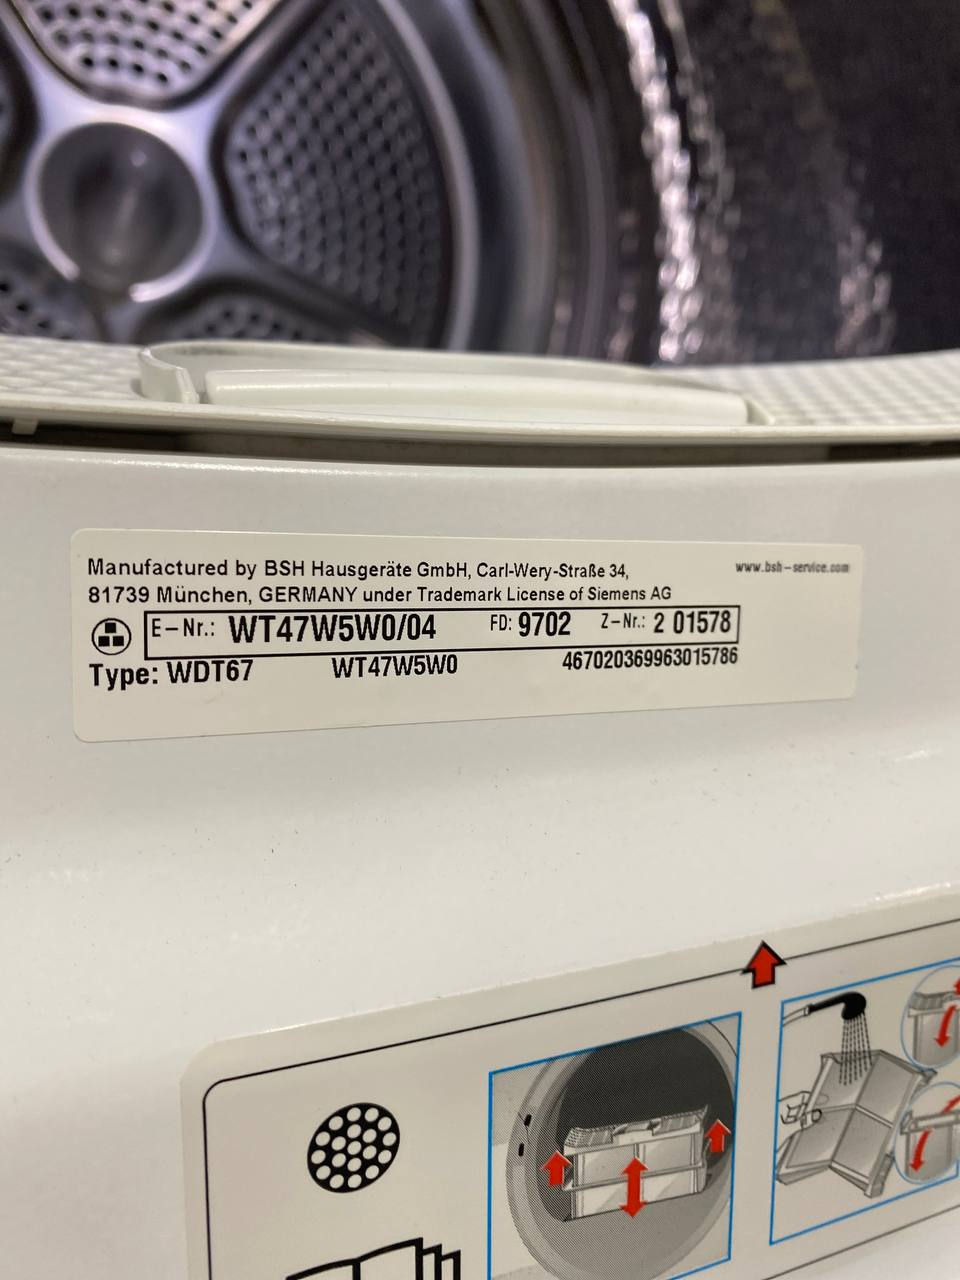 Manufactured by BSH Hausgeräte GmbH, Carl-Wery-Straße 34,
www.bsh-service.com
81739 München, GERMANY under Trademark License of Siemens AG
E-Nr.: WT47W5W0/04 FD: 9702 Z-Nr.: 2 01578
Type: WDT67 WT47W5W0 467020369963015786